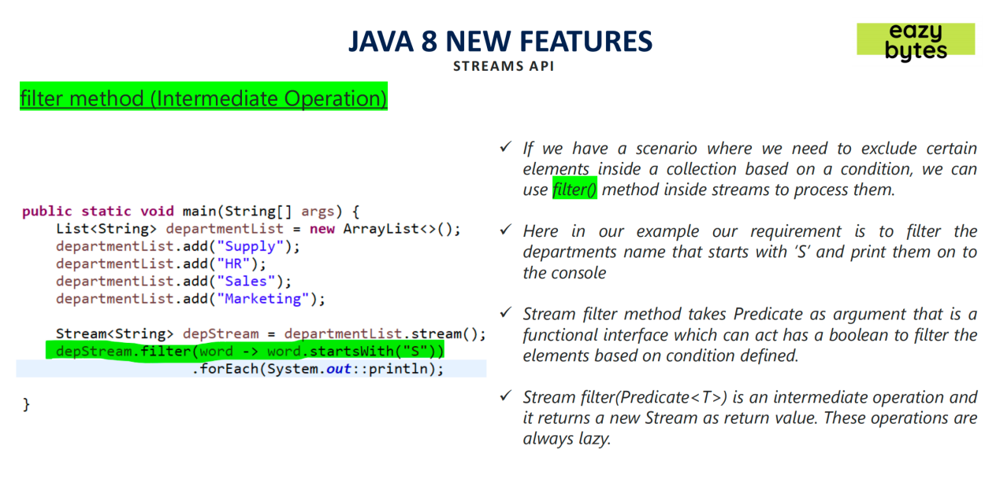 JAVA 8 NEW FEATURES
STREAMS API
eazy
bytes
filter method (Intermediate Operation)
public static void main(String[] args) {
List<String> departmentList = new ArrayList<>();
departmentList.add("Supply");
departmentList.add("HR");
departmentList.add("Sales");
departmentList.add("Marketing");
Stream<String> depStream = departmentList.stream();
depStream.filter(word -> word.startsWith("S"))
.forEach(System.out::println);
}
✓ If we have a scenario where we need to exclude certain
elements inside a collection based on a condition, we can
use filter() method inside streams to process them.
✓ Here in our example our requirement is to filter the
departments name that starts with ‘S’ and print them on to
the console
✓ Stream filter method takes Predicate as argument that is a
functional interface which can act has a boolean to filter the
elements based on condition defined.
✓ Stream filter(Predicate<T>) is an intermediate operation and
it returns a new Stream as return value. These operations are
always lazy.